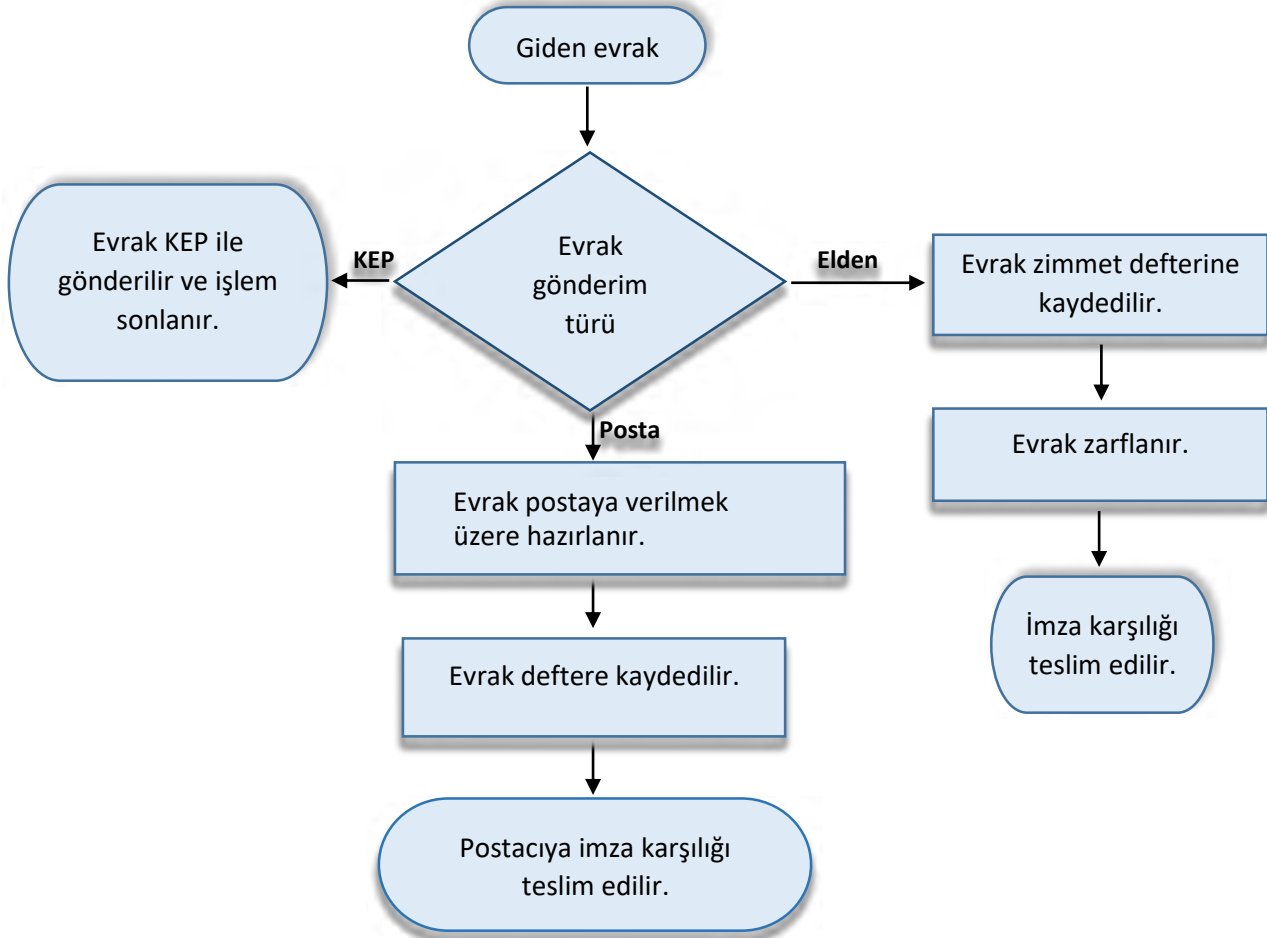 Giden evrak
Evrak
gönderim
türü
KEP
Evrak KEP ile
gönderilir ve işlem
sonlanır.
Elden
Evrak zimmet defterine
kaydedilir.
Evrak zarflanır.
İmza karşılığı
teslim edilir.
Posta
Evrak postaya verilmek
üzere hazırlanır.
Evrak deftere kaydedilir.
Postacıya imza karşılığı
teslim edilir.